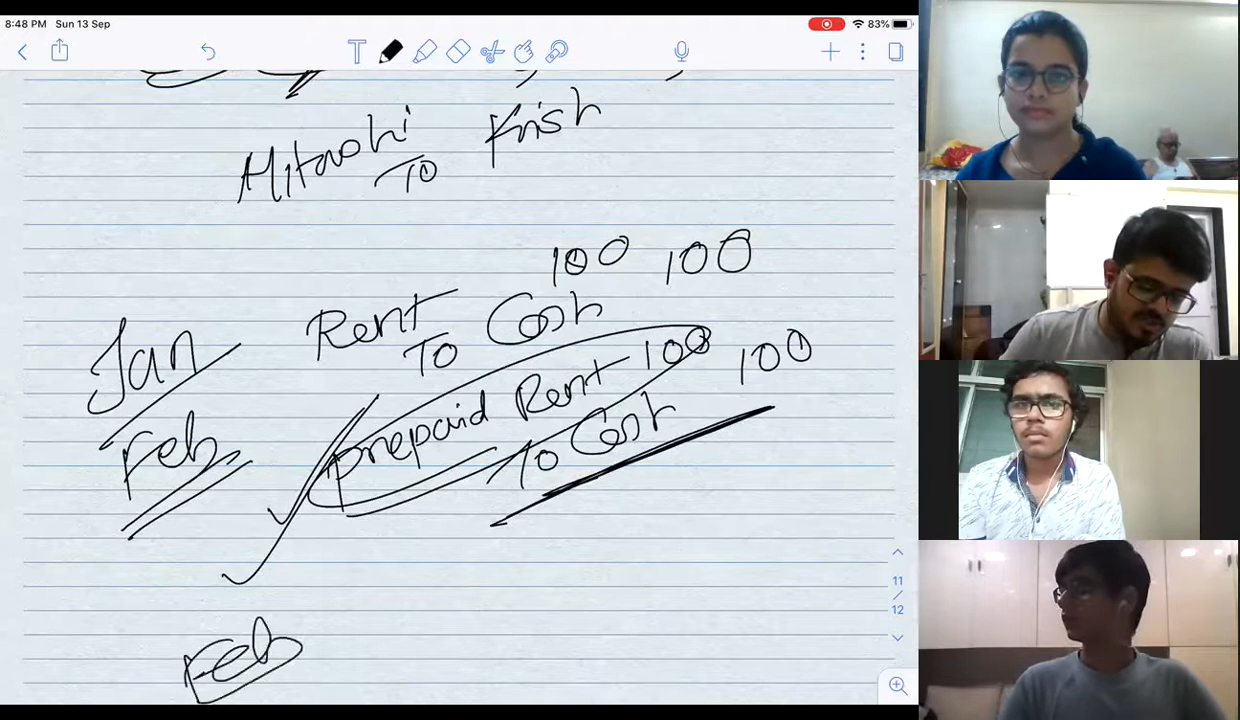 8:48 PM Sun 13 Sep
83%
T
Mitashi
To Krish
100 100
Jan Rent
To Cash
prepaid Rent 100 100
Feb To Cash
11
/
12
Feb